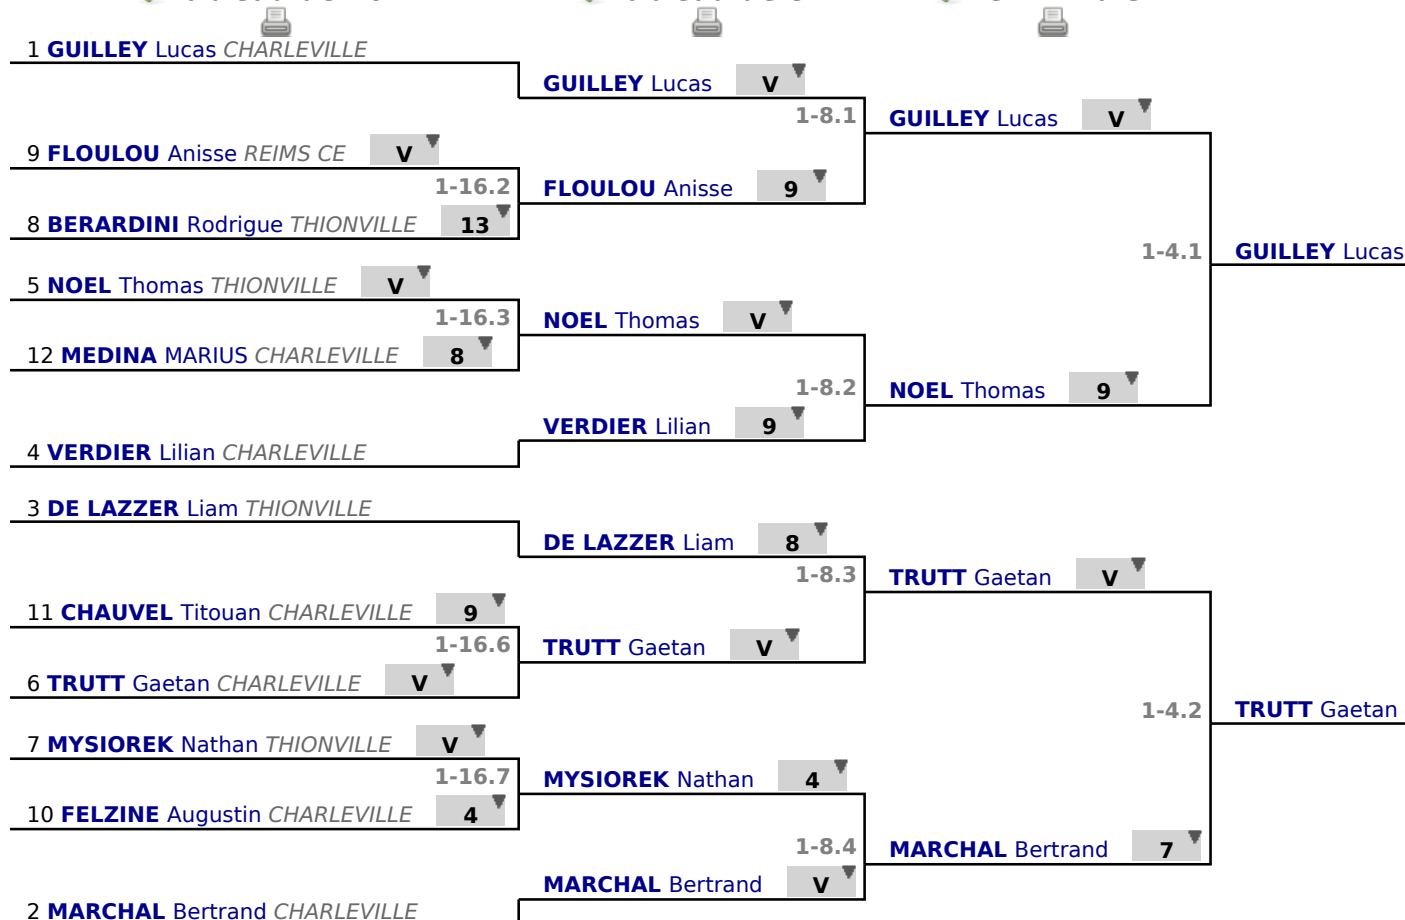 1 GUILLEY Lucas CHARLEVILLE
GUILLEY Lucas V
1-8.1
GUILLEY Lucas V
9 FLOULOU Anisse REIMS CE V
1-16.2
FLOULOU Anisse 9
8 BERARDINI Rodrigue THIONVILLE 13
1-4.1
GUILLEY Lucas
5 NOEL Thomas THIONVILLE V
1-16.3
NOEL Thomas V
12 MEDINA MARIUS CHARLEVILLE 8
1-8.2
NOEL Thomas 9
VERDIER Lilian 9
4 VERDIER Lilian CHARLEVILLE
3 DE LAZZER Liam THIONVILLE
DE LAZZER Liam 8
1-8.3
TRUTT Gaetan V
11 CHAUVEL Titouan CHARLEVILLE 9
1-16.6
TRUTT Gaetan V
6 TRUTT Gaetan CHARLEVILLE V
1-4.2
TRUTT Gaetan
7 MYSIOREK Nathan THIONVILLE V
1-16.7
MYSIOREK Nathan 4
10 FELZINE Augustin CHARLEVILLE 4
1-8.4
MARCHAL Bertrand 7
MARCHAL Bertrand V
2 MARCHAL Bertrand CHARLEVILLE